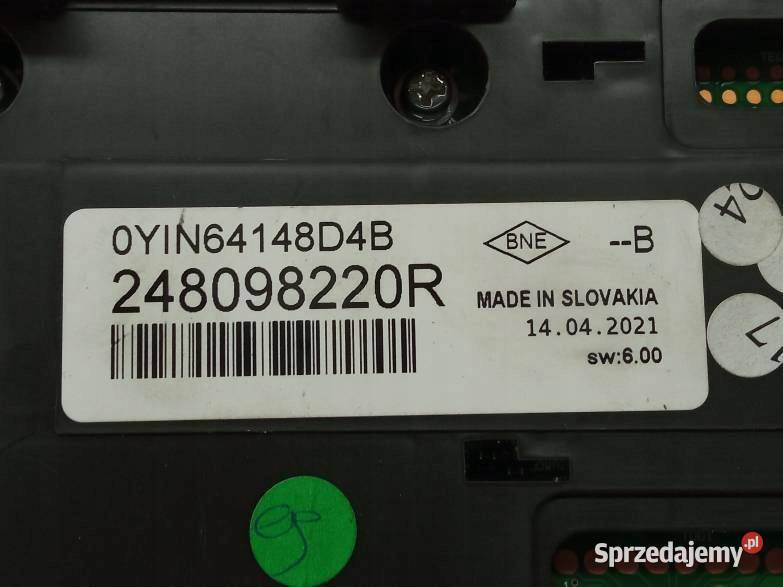 0YIN64148D4B
BNE
--B
248098220R
MADE IN SLOVAKIA
14.04.2021
sw:6.00
Sprzedajemy.pl